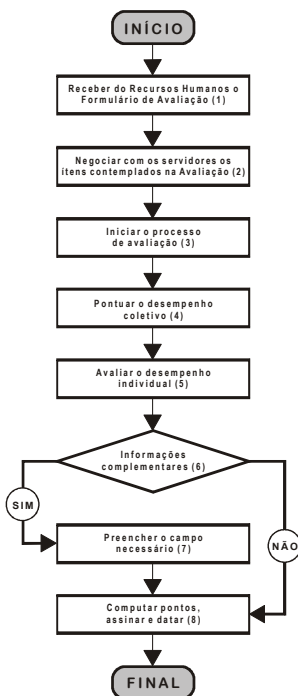 INÍCIO
Receber do Recursos Humanos o
Formulário de Avaliação (1)
Negociar com os servidores os
ítens contemplados na Avaliação (2)
Iniciar o processo
de avaliação (3)
Pontuar o desempenho
coletivo (4)
Avaliar o desempenho
individual (5)
Informações
complementares (6)
SIM
Preencher o campo
necessário (7)
NÃO
Computar pontos,
assinar e datar (8)
FINAL